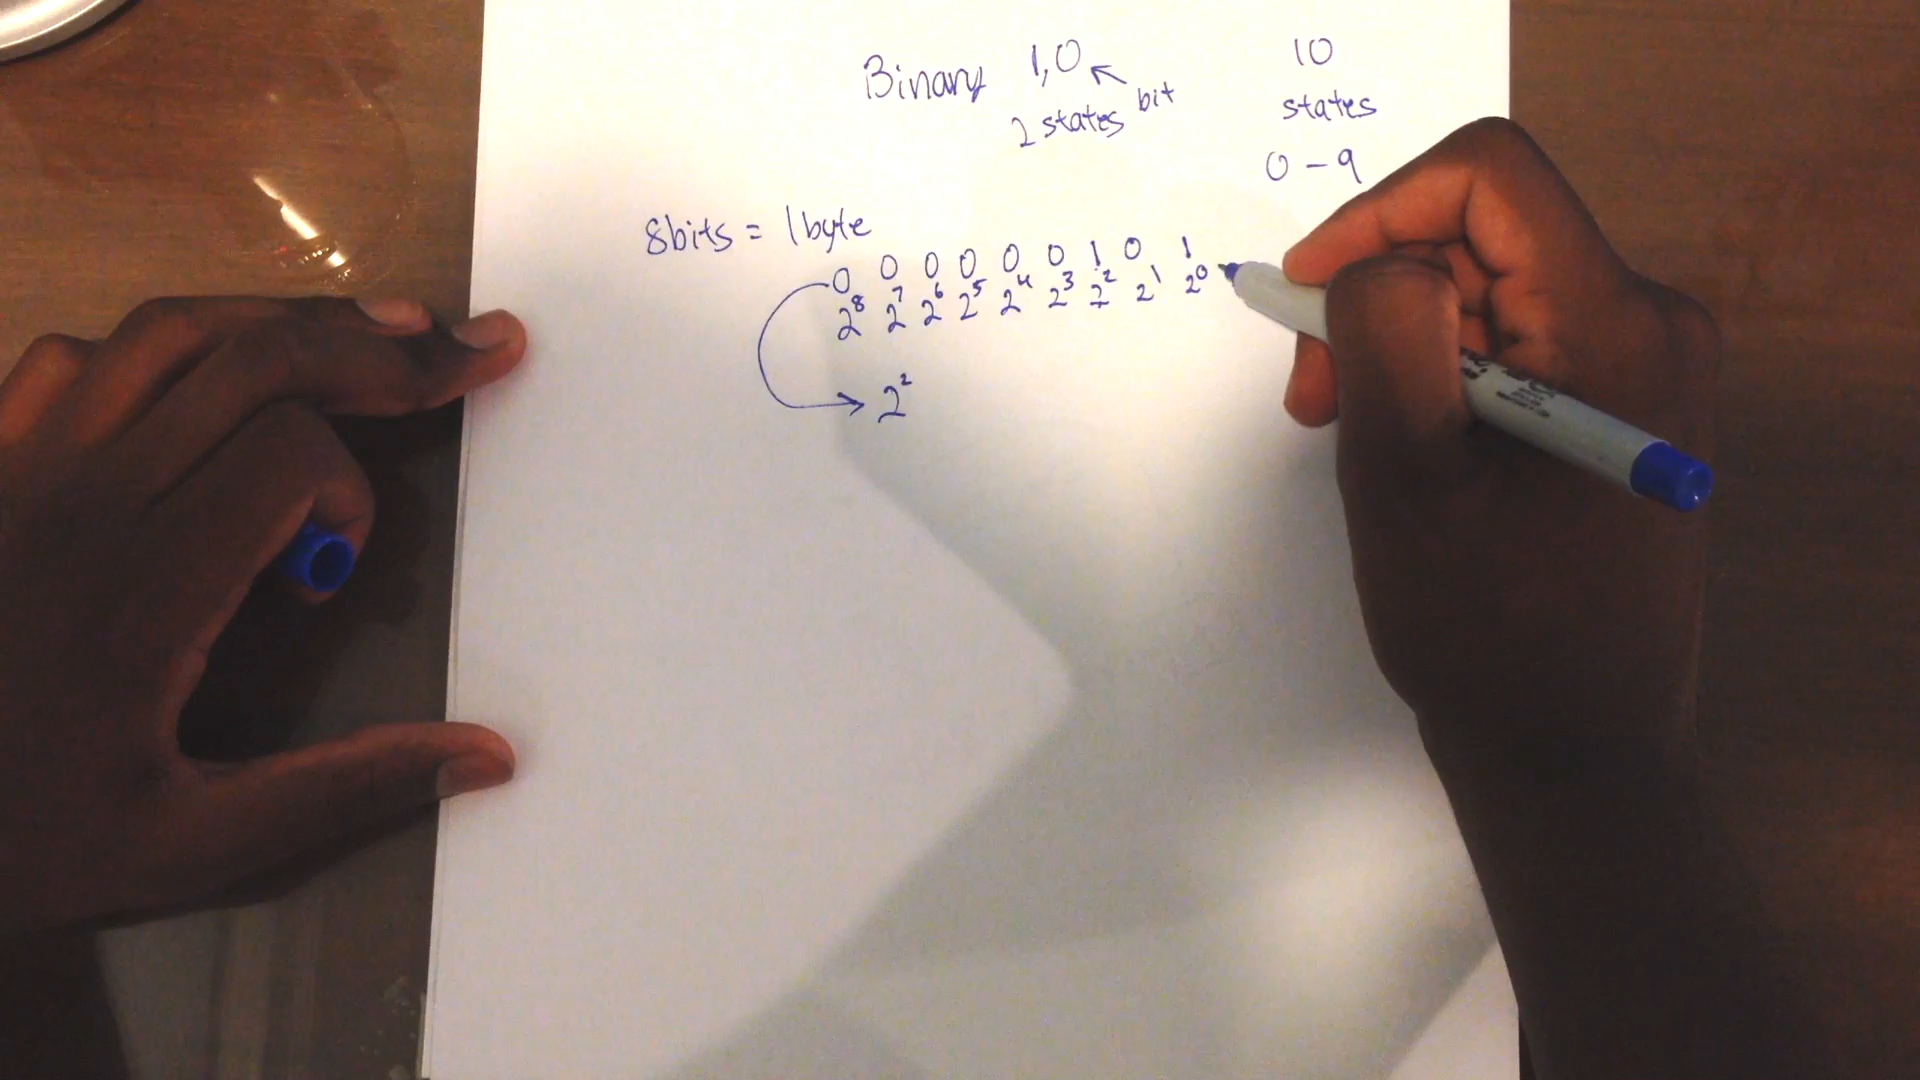 Binary 1,0
2 states bit
10
states
0 – 9
8bits = 1byte
0 0 0 0 0 0 1 0 1
2⁸ 2⁷ 2⁶ 2⁵ 2⁴ 2³ 2² 2¹ 2⁰
2²